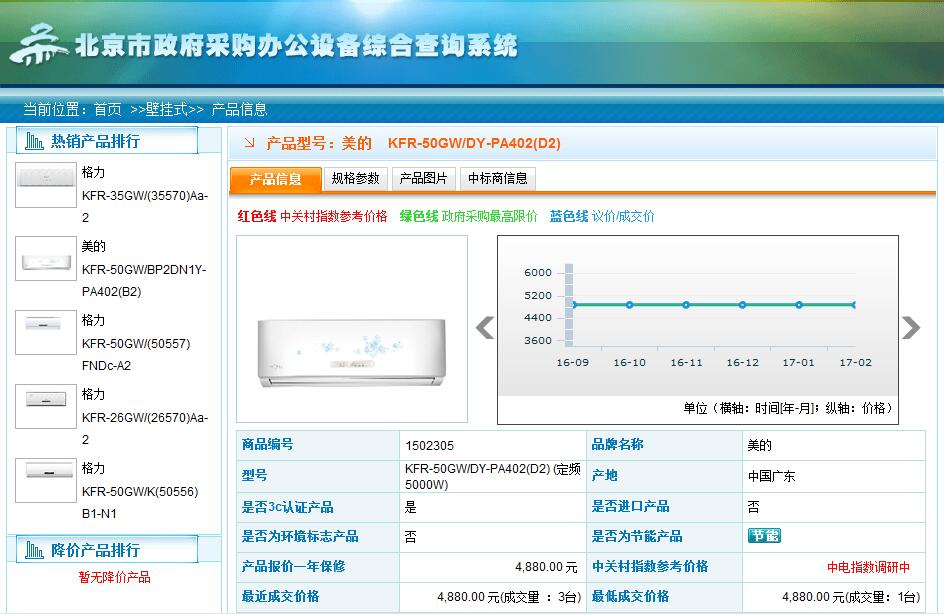 北京市政府采购办公设备综合查询系统
当前位置：首页 >>壁挂式>> 产品信息
热销产品排行
格力
KFR-35GW/(35570)Aa-
2
美的
KFR-50GW/BP2DN1Y-
PA402(B2)
格力
KFR-50GW/(50557)
FNDc-A2
格力
KFR-26GW/(26570)Aa-
2
格力
KFR-50GW/K(50556)
B1-N1
降价产品排行
暂无降价产品
产品型号：美的 KFR-50GW/DY-PA402(D2)
产品信息 规格参数 产品图片 中标商信息
红色线 中关村指数参考价格 绿色线 政府采购最高限价 蓝色线 议价/成交价
6000
5200
4400
3600
16-09 16-10 16-11 16-12 17-01 17-02
单位（横轴：时间[年-月]；纵轴：价格）
商品编号 1502305 品牌名称 美的
型号 KFR-50GW/DY-PA402(D2) (定频
5000W) 产地 中国广东
是否3c认证产品 是 是否进口产品 否
是否为环境标志产品 否 是否为节能产品 节能
产品报价一年保修 4,880.00 元 中关村指数参考价格 中电指数调研中
最近成交价格 4,880.00 元(成交量 ：3台) 最低成交价格 4,880.00 元(成交量：1台)